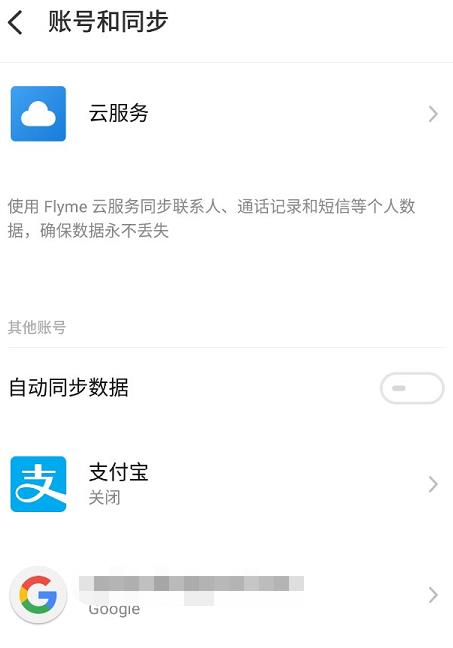 账号和同步
云服务
使用 Flyme 云服务同步联系人、通话记录和短信等个人数
据，确保数据永不丢失
其他账号
自动同步数据
支
支付宝
关闭
G
Google